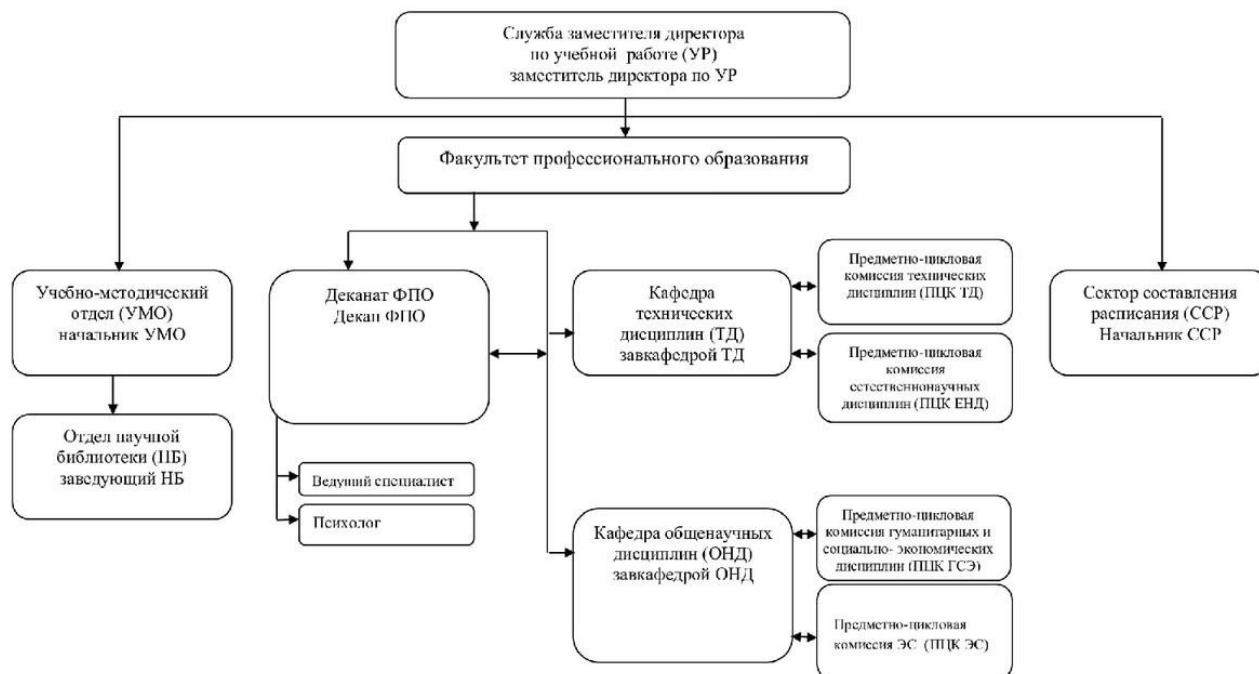 Служба заместителя директора
по учебной работе (УР)
заместитель директора по УР
Факультет профессионального образования
Учебно-методический
отдел (УМО)
начальник УМО
Деканат ФПО
Декан ФПО
Кафедра
технических
дисциплин (ТД)
завкафедрой ТД
Предметно-цикловая
комиссия технических
дисциплин (ПЦК ТД)
Предметно-цикловая
комиссия
естественнонаучных
дисциплин (ПЦК ЕНД)
Сектор составления
расписания (ССР)
Начальник ССР
Отдел научной
библиотеки (НБ)
заведующий НБ
Ведущий специалист
Психолог
Кафедра общенаучных
дисциплин (ОНД)
завкафедрой ОНД
Предметно-цикловая
комиссия гуманитарных и
социально- экономических
дисциплин (ПЦК ГСЭ)
Предметно-цикловая
комиссия ЭС (ПЦК ЭС)